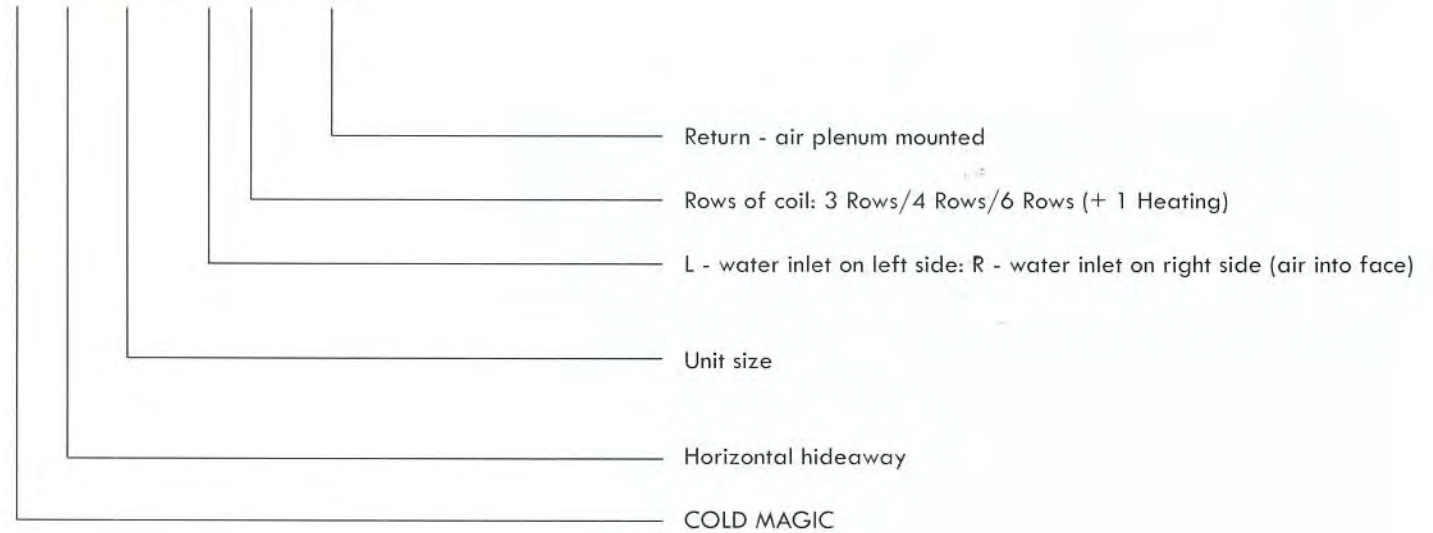 Return - air plenum mounted
Rows of coil: 3 Rows/4 Rows/6 Rows (+ 1 Heating)
L - water inlet on left side: R - water inlet on right side (air into face)
Unit size
Horizontal hideaway
COLD MAGIC